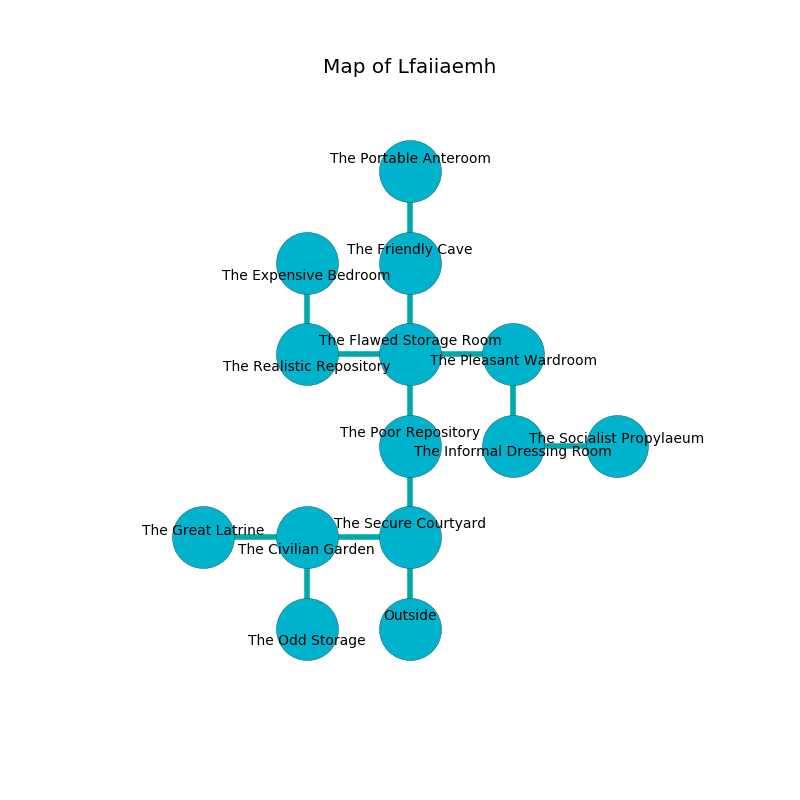 Map of Lfaiiaemh
The Portable Anteroom
The Friendly Cave
The Expensive Bedroom
The Flawed Storage Room
The Pleasant Wardroom
The Realistic Repository
The Poor Repository
The Socialist Propylaeum
The Informal Dressing Room
The Secure Courtyard
The Great Latrine
The Civilian Garden
Outside
The Odd Storage